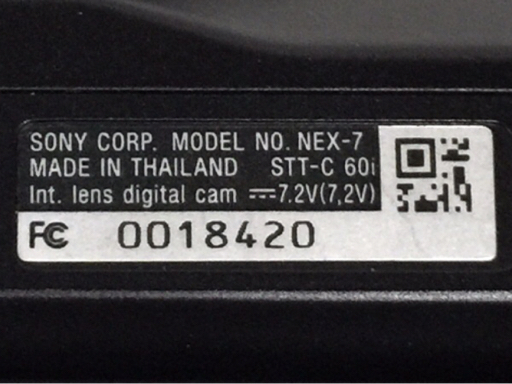 SONY CORP. MODEL NO. NEX-7
MADE IN THAILAND STT-C 60i
Int. lens digital cam ⎓7.2V(7,2V)
FC 0018420